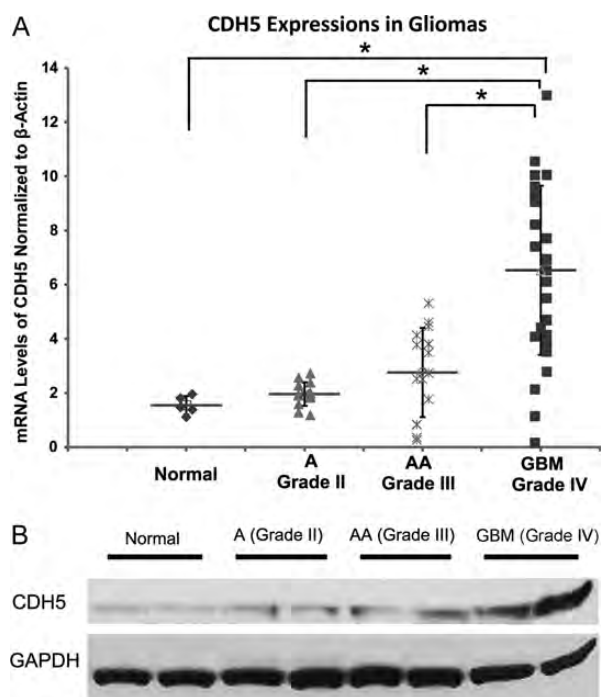 A
CDH5 Expressions in Gliomas
mRNA Levels of CDH5 Normalized to β-Actin
14
12
10
8
6
4
2
0
*
*
*
Normal
A
Grade II
AA
Grade III
GBM
Grade IV
B
Normal
A (Grade II)
AA (Grade III)
GBM (Grade IV)
CDH5
GAPDH